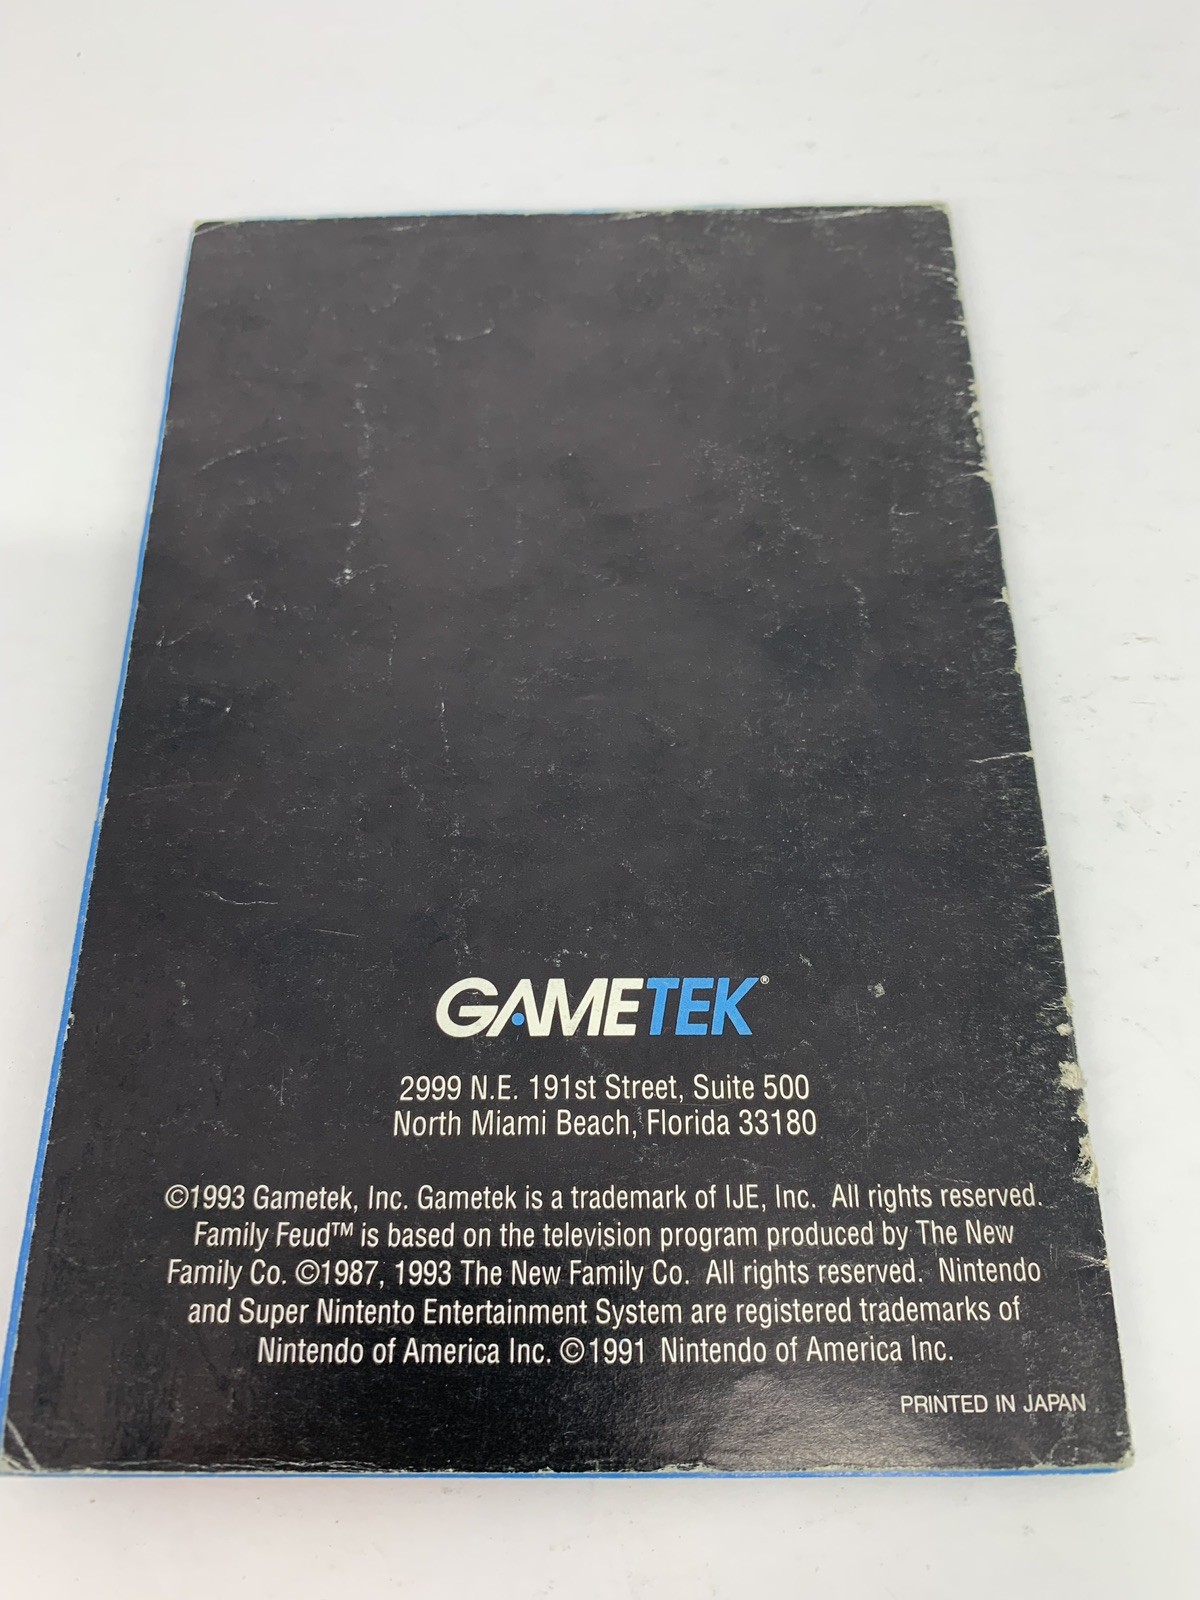 GAMETEK®
2999 N.E. 191st Street, Suite 500
North Miami Beach, Florida 33180
©1993 Gametek, Inc. Gametek is a trademark of IJE, Inc. All rights reserved.
Family Feud™ is based on the television program produced by The New
Family Co. ©1987, 1993 The New Family Co. All rights reserved. Nintendo
and Super Nintento Entertainment System are registered trademarks of
Nintendo of America Inc. ©1991 Nintendo of America Inc.
PRINTED IN JAPAN